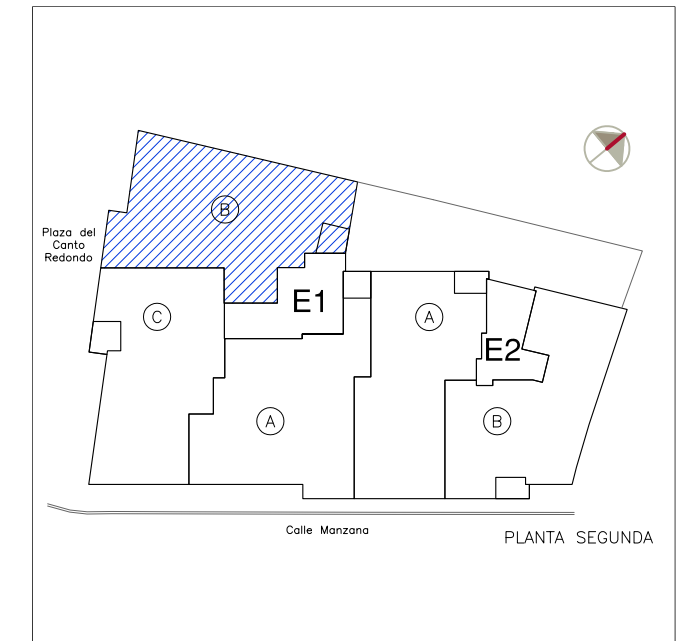 B
Plaza del
Canto
Redondo
E1
C
A
E2
A
B
Calle Manzana
PLANTA SEGUNDA